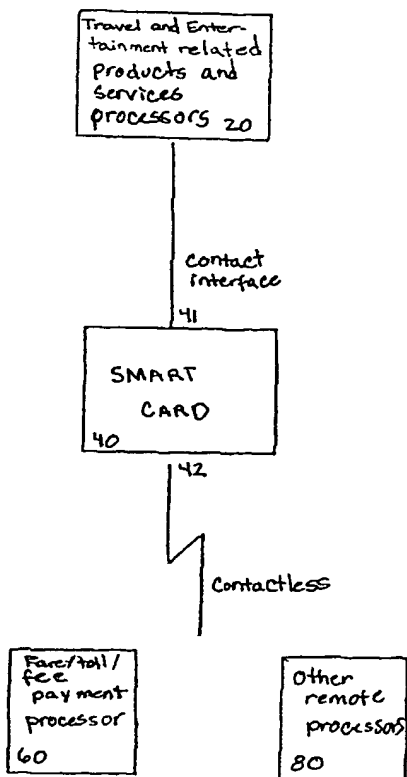 Travel and Enter-
tainment related
products and
services
processors 20
contact
interface
41
SMART
CARD
40
42
Contactless
Fare/toll/
fee
payment
processor
60
Other
remote
processors
80